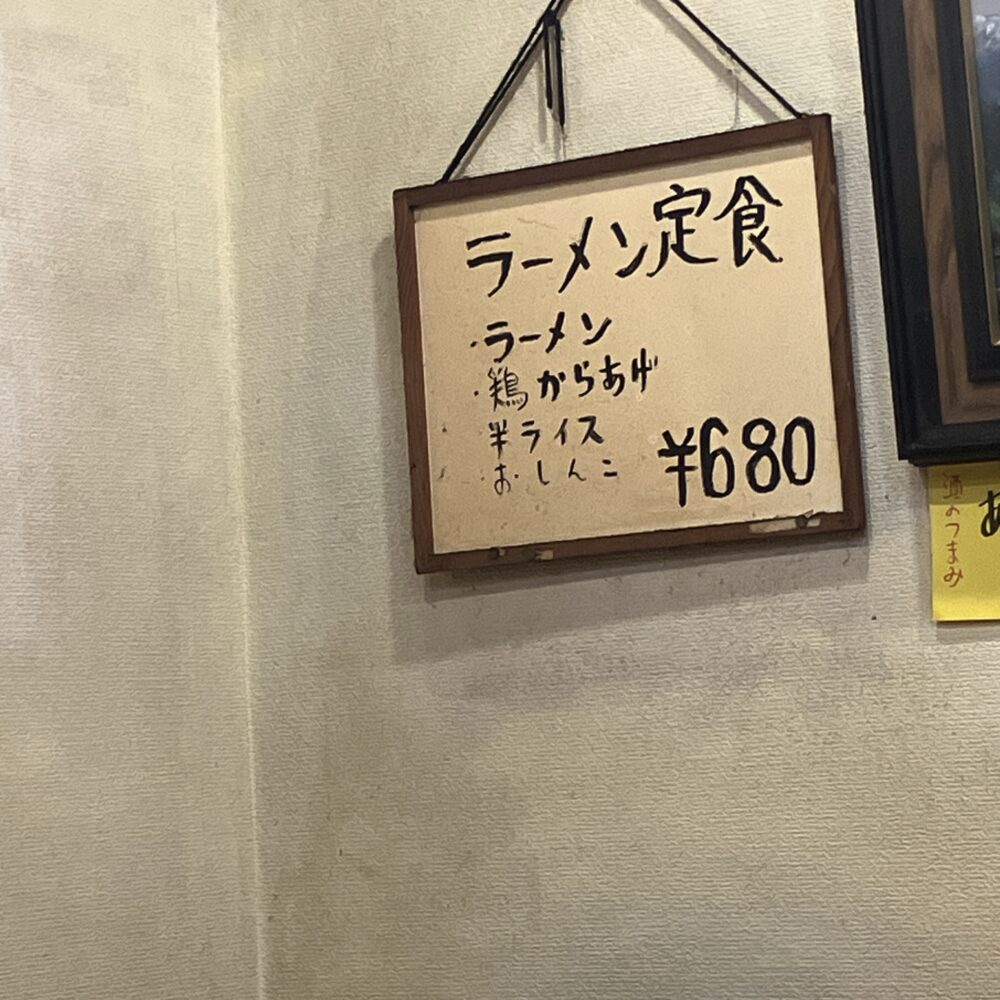 ラーメン定食
・ラーメン
・鶏からあげ
・半ライス
・おしんこ
¥680
酒のつまみ
あ